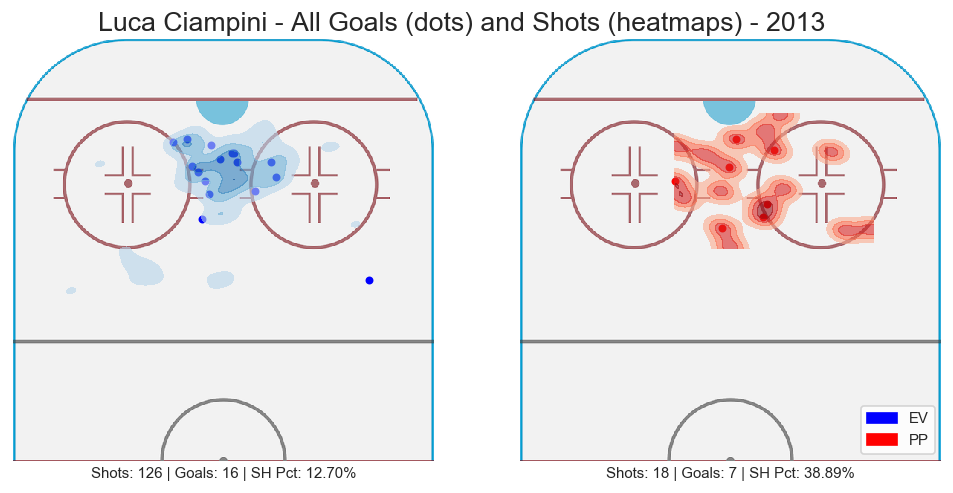 Luca Ciampini - All Goals (dots) and Shots (heatmaps) - 2013
EV
PP
Shots: 126 | Goals: 16 | SH Pct: 12.70%
Shots: 18 | Goals: 7 | SH Pct: 38.89%